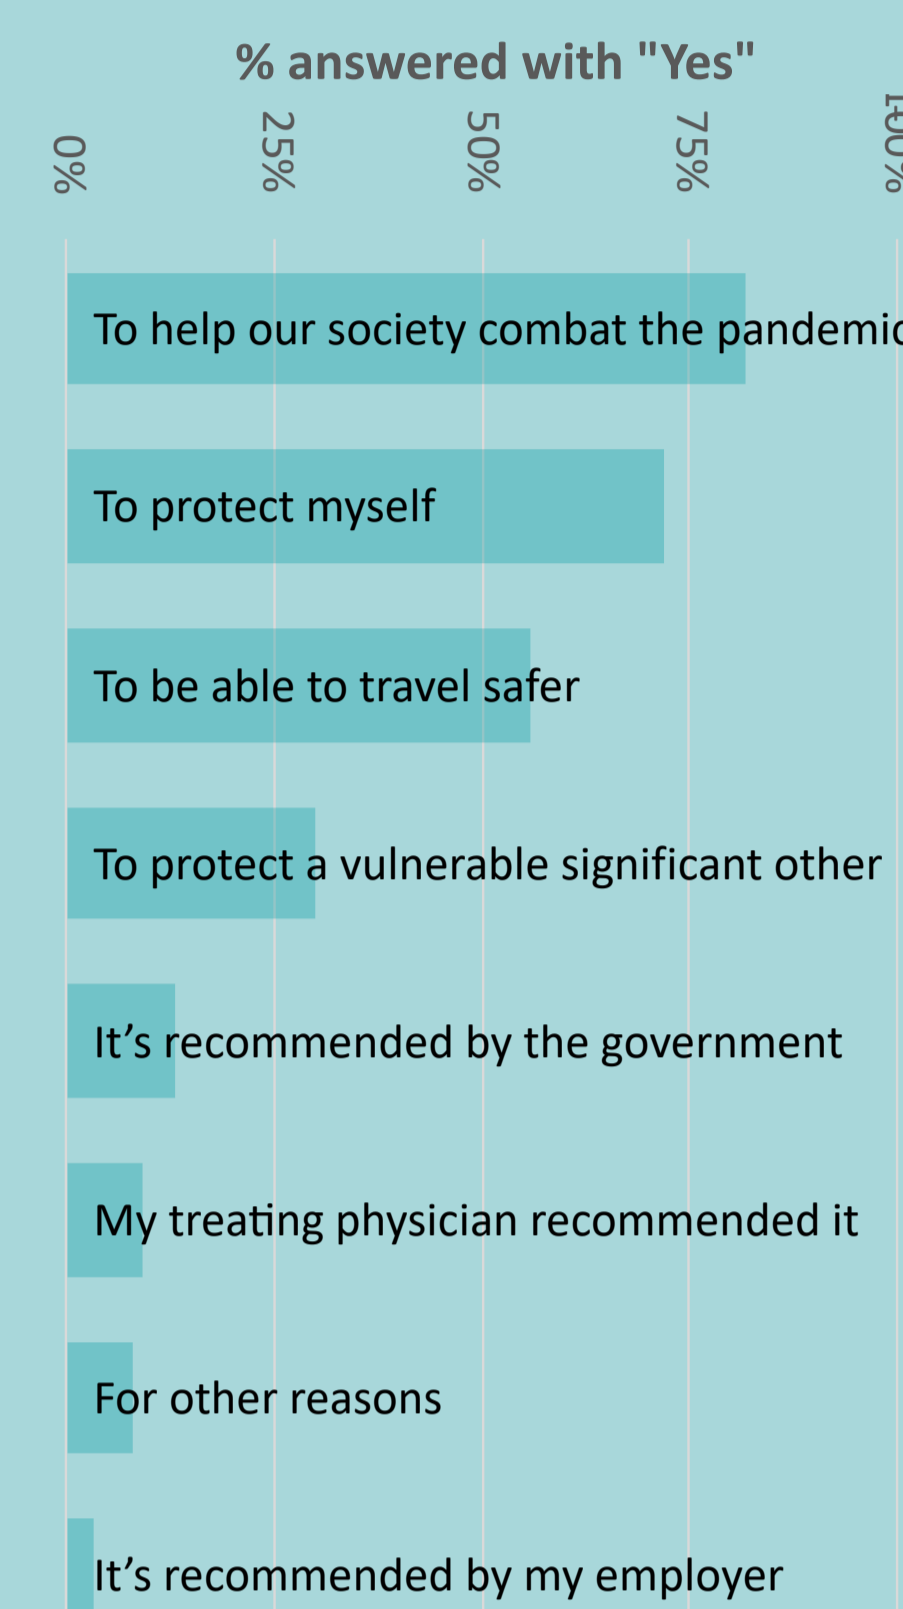 % answered with "Yes"
0%
25%
50%
75%
100%
To help our society combat the pandemic
To protect myself
To be able to travel safer
To protect a vulnerable significant other
It’s recommended by the government
My treating physician recommended it
For other reasons
It’s recommended by my employer